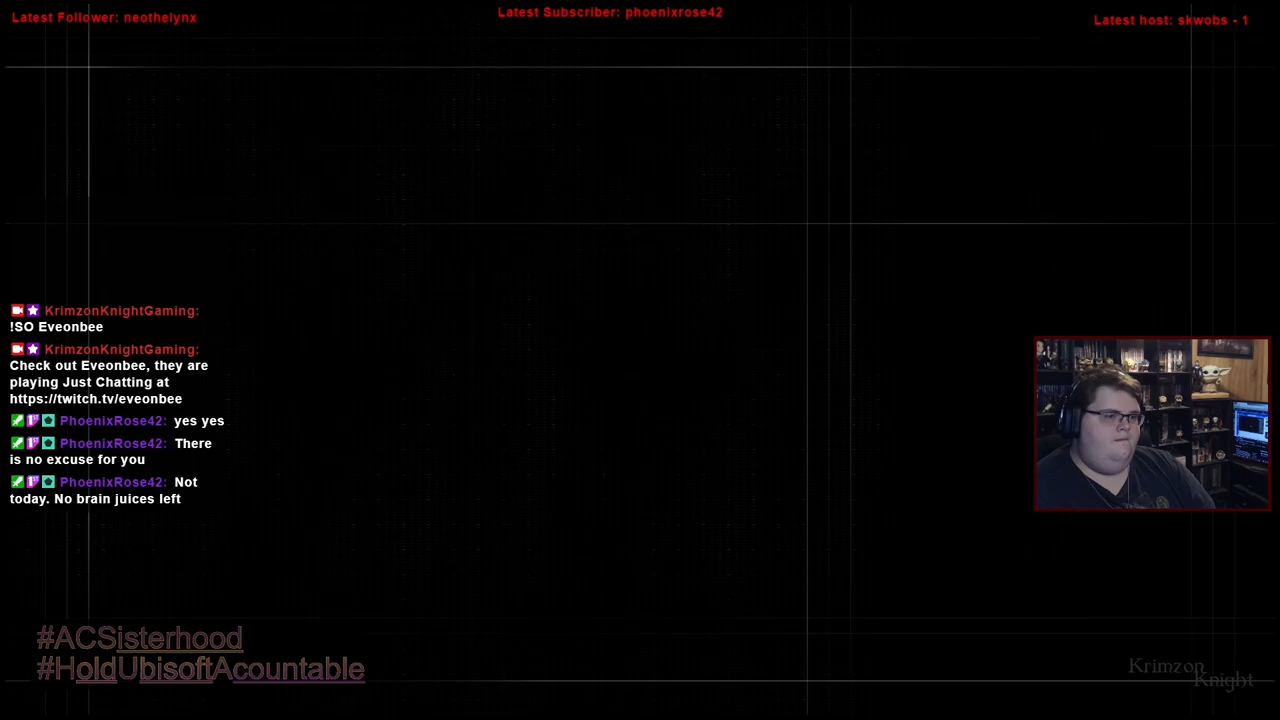 Latest Follower: neothelynx
Latest Subscriber: phoenixrose42
Latest host: skwobs - 1
KrimzonKnightGaming:
!SO Eveonbee
KrimzonKnightGaming:
Check out Eveonbee, they are
playing Just Chatting at
https://twitch.tv/eveonbee
PhoenixRose42: yes yes
PhoenixRose42: There
is no excuse for you
PhoenixRose42: Not
today. No brain juices left
#ACSisterhood
#HoldUbisoftAcountable
Krimzon
Knight